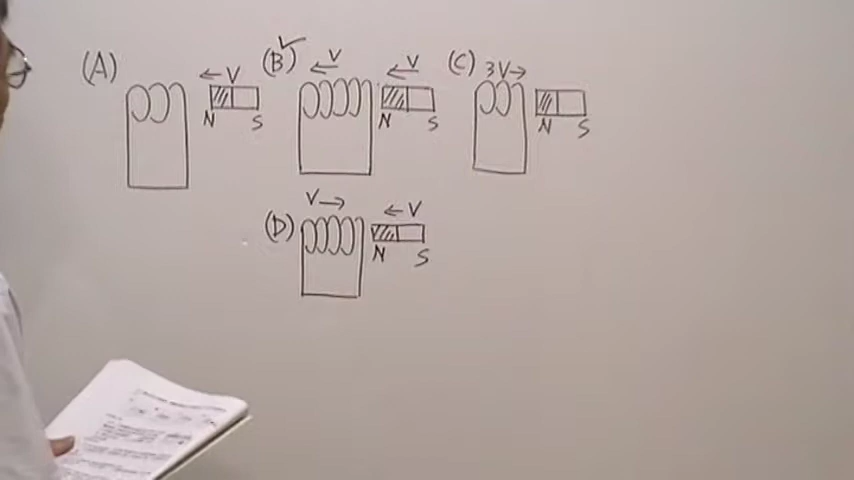 (A) ← V (B) ✓ ← V ← V (C) 3V →
N S N S N S
(D) V → ← V
N S